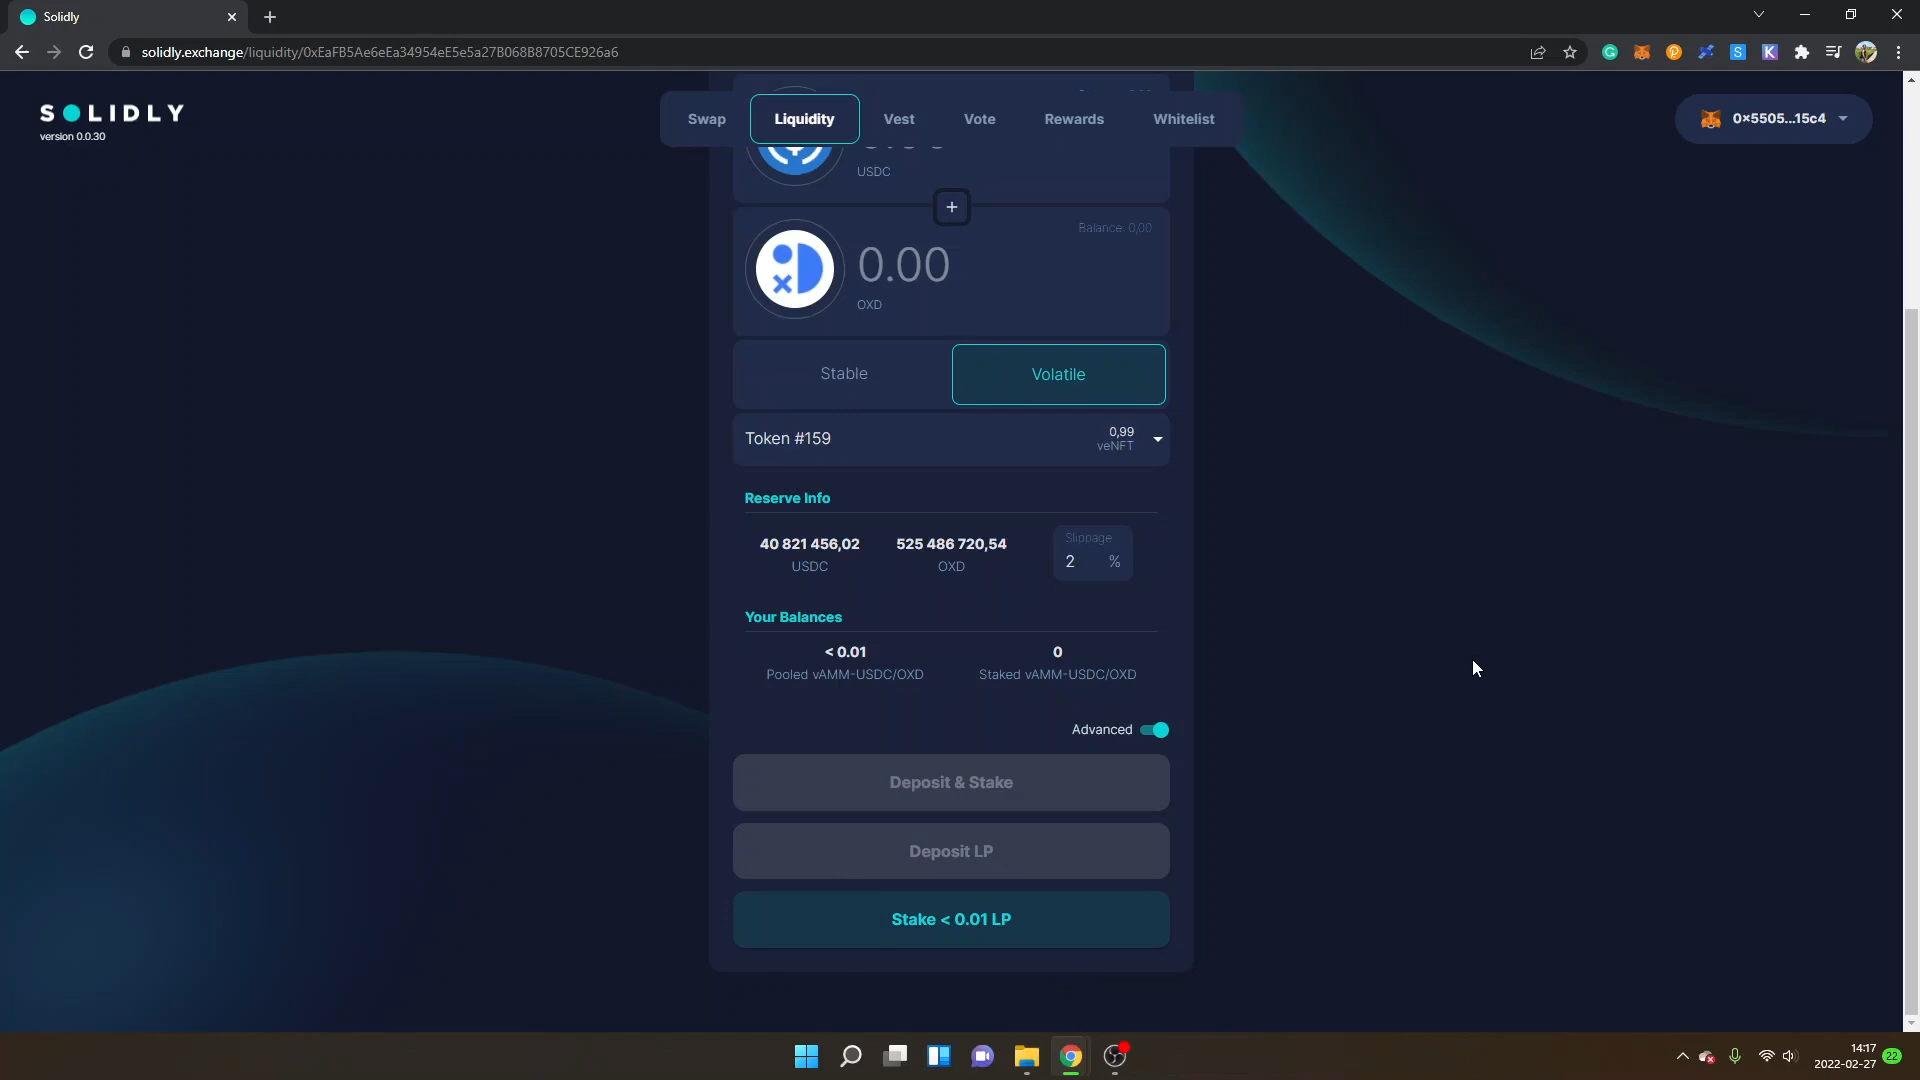 Solidly
solidly.exchange/liquidity/0xEaFB5Ae6eEa34954eE5e5a27B068B8705CE926a6
SOLIDLY
version 0.0.30
Swap
Liquidity
Vest
Vote
Rewards
Whitelist
0×5505...15c4
USDC
+
Balance: 0,00
0.00
OXD
Stable
Volatile
Token #159
0,99
veNFT
Reserve Info
40 821 456,02
525 486 720,54
Slippage
2 %
USDC
OXD
Your Balances
< 0.01
0
Pooled vAMM-USDC/OXD
Staked vAMM-USDC/OXD
Advanced
Deposit & Stake
Deposit LP
Stake < 0.01 LP
14:17
2022-02-27
22